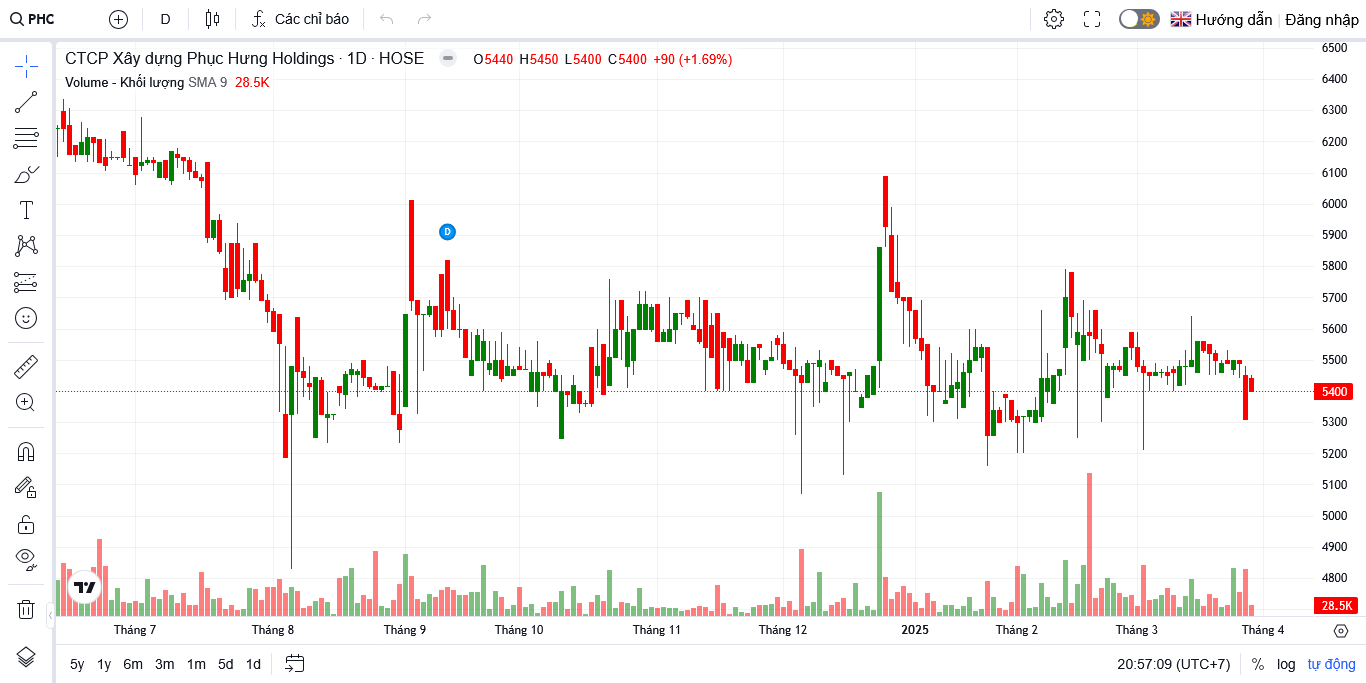 PHC D Các chỉ báo Hướng dẫn Đăng nhập
CTCP Xây dựng Phục Hưng Holdings · 1D · HOSE O5440 H5450 L5400 C5400 +90 (+1.69%)
Volume - Khối lượng SMA 9 28.5K
D
6500
6400
6300
6200
6100
6000
5900
5800
5700
5600
5500
5400
5300
5200
5100
5000
4900
4800
28.5K
Tháng 7 Tháng 8 Tháng 9 Tháng 10 Tháng 11 Tháng 12 2025 Tháng 2 Tháng 3 Tháng 4
5y 1y 6m 3m 1m 5d 1d 20:57:09 (UTC+7) % log tự động